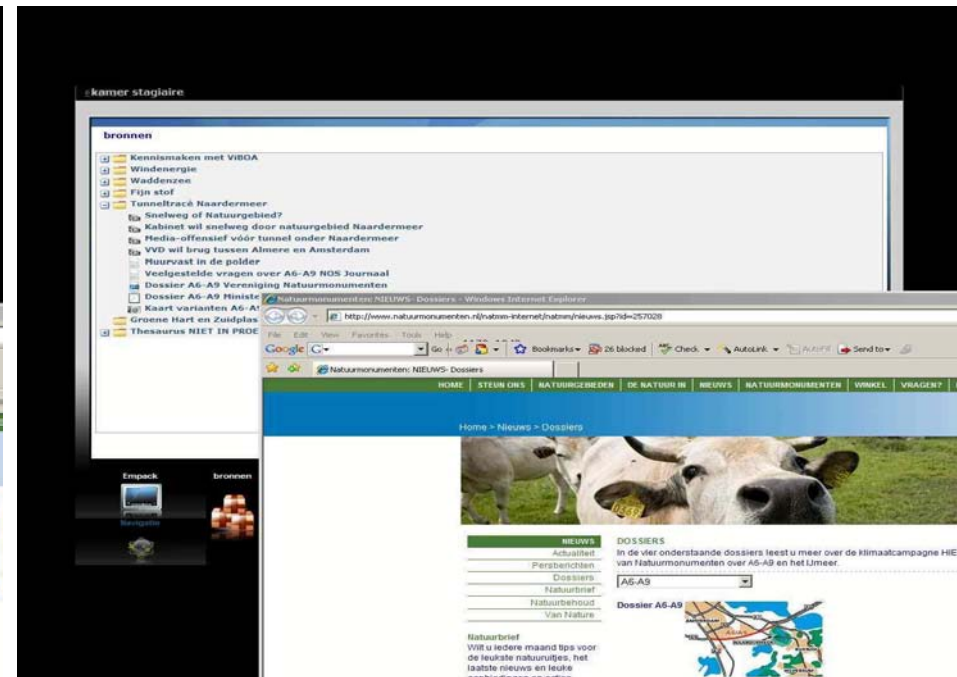 kamer stagiaire
bronnen
Kennismaken met ViBOA
Windenergie
Waddenzee
Fijn stof
Tunneltracé Naardermeer
Snelweg of Natuurgebied?
Kabinet wil snelweg door natuurgebied Naardermeer
Media-offensief vóór tunnel onder Naardermeer
VVD wil brug tussen Almere en Amsterdam
Muurvast in de polder
Veelgestelde vragen over A6-A9 NOS Journaal
Dossier A6-A9 Vereniging Natuurmonumenten
Dossier A6-A9 Ministe
Kaart varianten A6-A
Groene Hart en Zuidplas
Thesaurus NIET IN PROE
Empack bronnen
Navigatie
Natuurmonumenten: NIEUWS- Dossiers - Windows Internet Explorer
http://www.natuurmonumenten.nl/natmm-internet/natmm/nieuws.jsp?id=257028
File Edit View Favorites Tools Help
Google G Go Bookmarks 26 blocked Check AutoLink AutoFill Send to
Natuurmonumenten: NIEUWS- Dossiers
HOME STEUN ONS NATUURGEBIEDEN DE NATUUR IN NIEUWS NATUURMONUMENTEN WINKEL VRAGEN?
Home > Nieuws > Dossiers
NIEUWS
Actualiteit
Persberichten
Dossiers
Natuurbrief
Natuurbehoud
Van Nature
Natuurbrief
Wilt u iedere maand tips voor
de leukste natuuruitjes, het
laatste nieuws en leuke
DOSSIERS
In de vier onderstaande dossiers leest u meer over de klimaatcampagne HIE
van Natuurmonumenten over A6-A9 en het IJmeer.
A6-A9
Dossier A6-A9